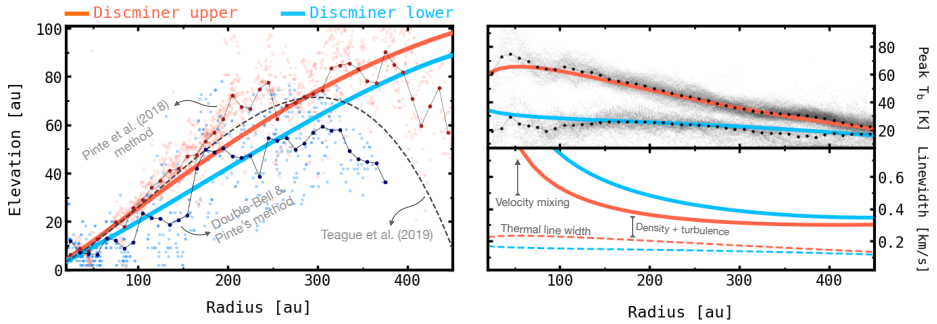 Discminer upper
Discminer lower
100
80
60
40
20
0
Elevation [au]
Pinte et al. (2018)
method
Double-Bell &
Pinte's method
Teague et al. (2019)
100
200
300
400
Radius [au]
80
60
40
20
Peak T_b [K]
Velocity mixing
Thermal line width
Density + turbulence
0.6
0.4
0.2
Linewidth [km/s]
100
200
300
400
Radius [au]